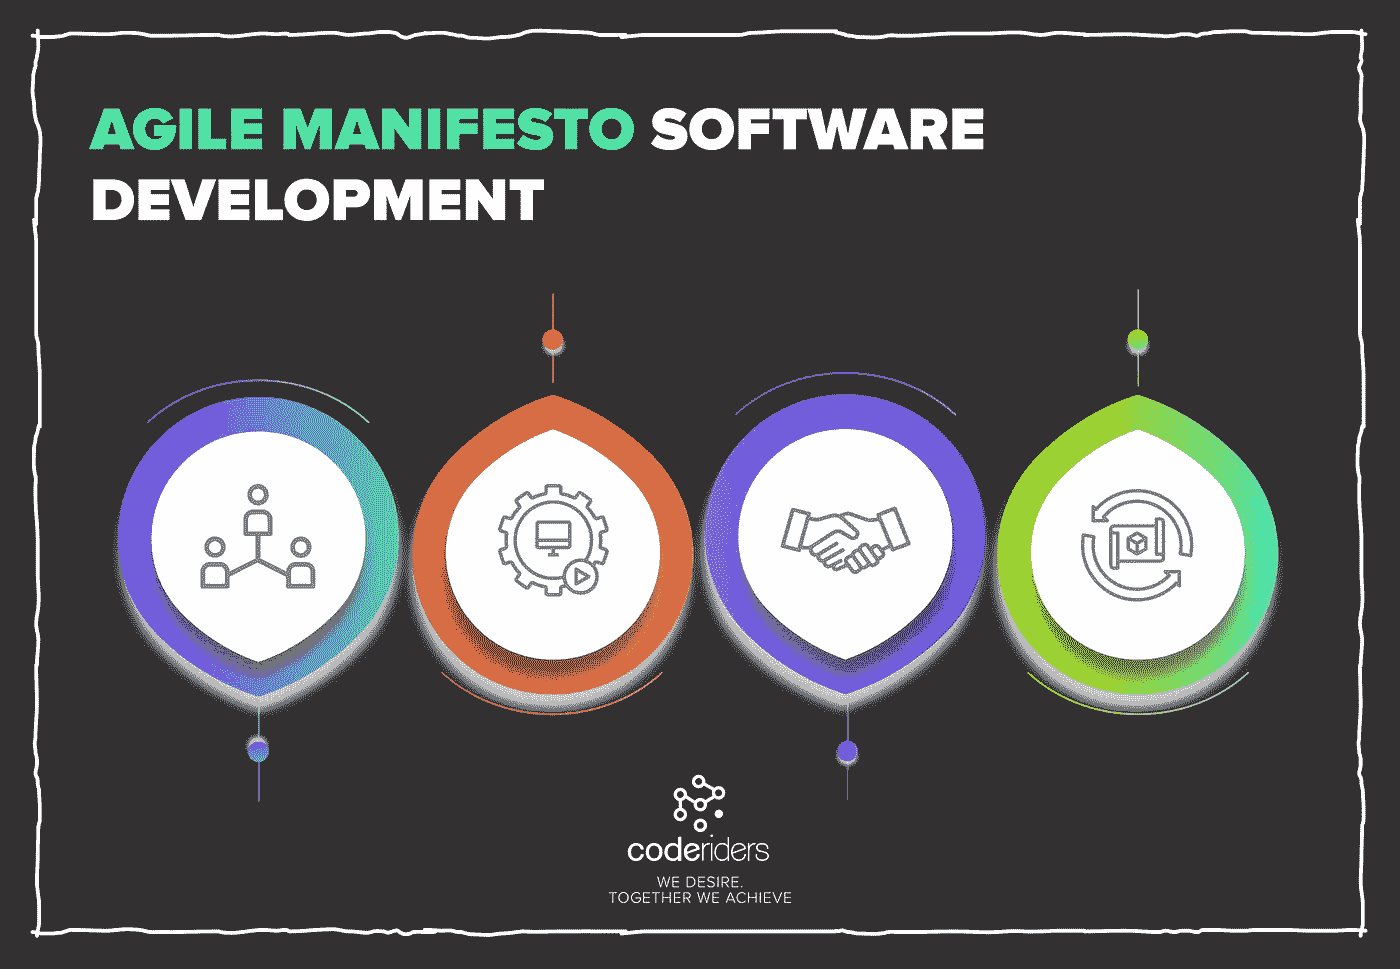 AGILE MANIFESTO SOFTWARE
DEVELOPMENT
coderiders
WE DESIRE.
TOGETHER WE ACHIEVE